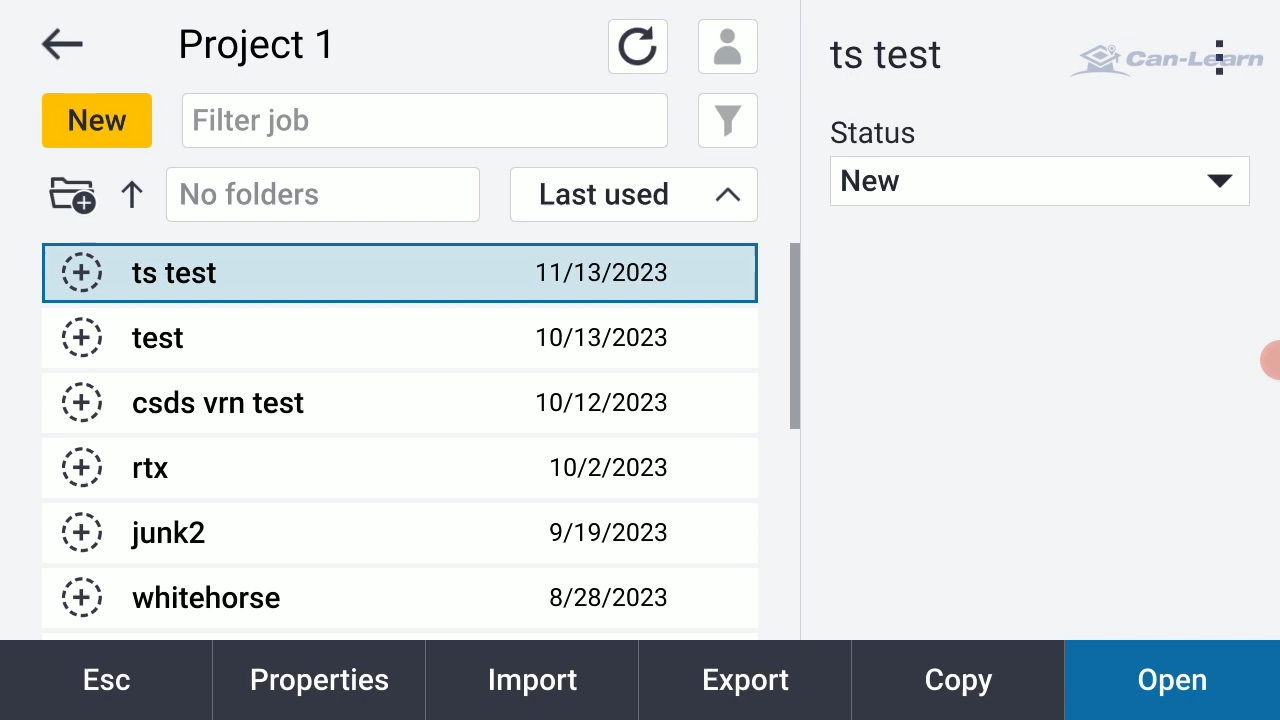 Project 1
New
Filter job
No folders
Last used
ts test 11/13/2023
test 10/13/2023
csds vrn test 10/12/2023
rtx 10/2/2023
junk2 9/19/2023
whitehorse 8/28/2023
ts test
Can-Learn
Status
New
Esc Properties Import Export Copy Open